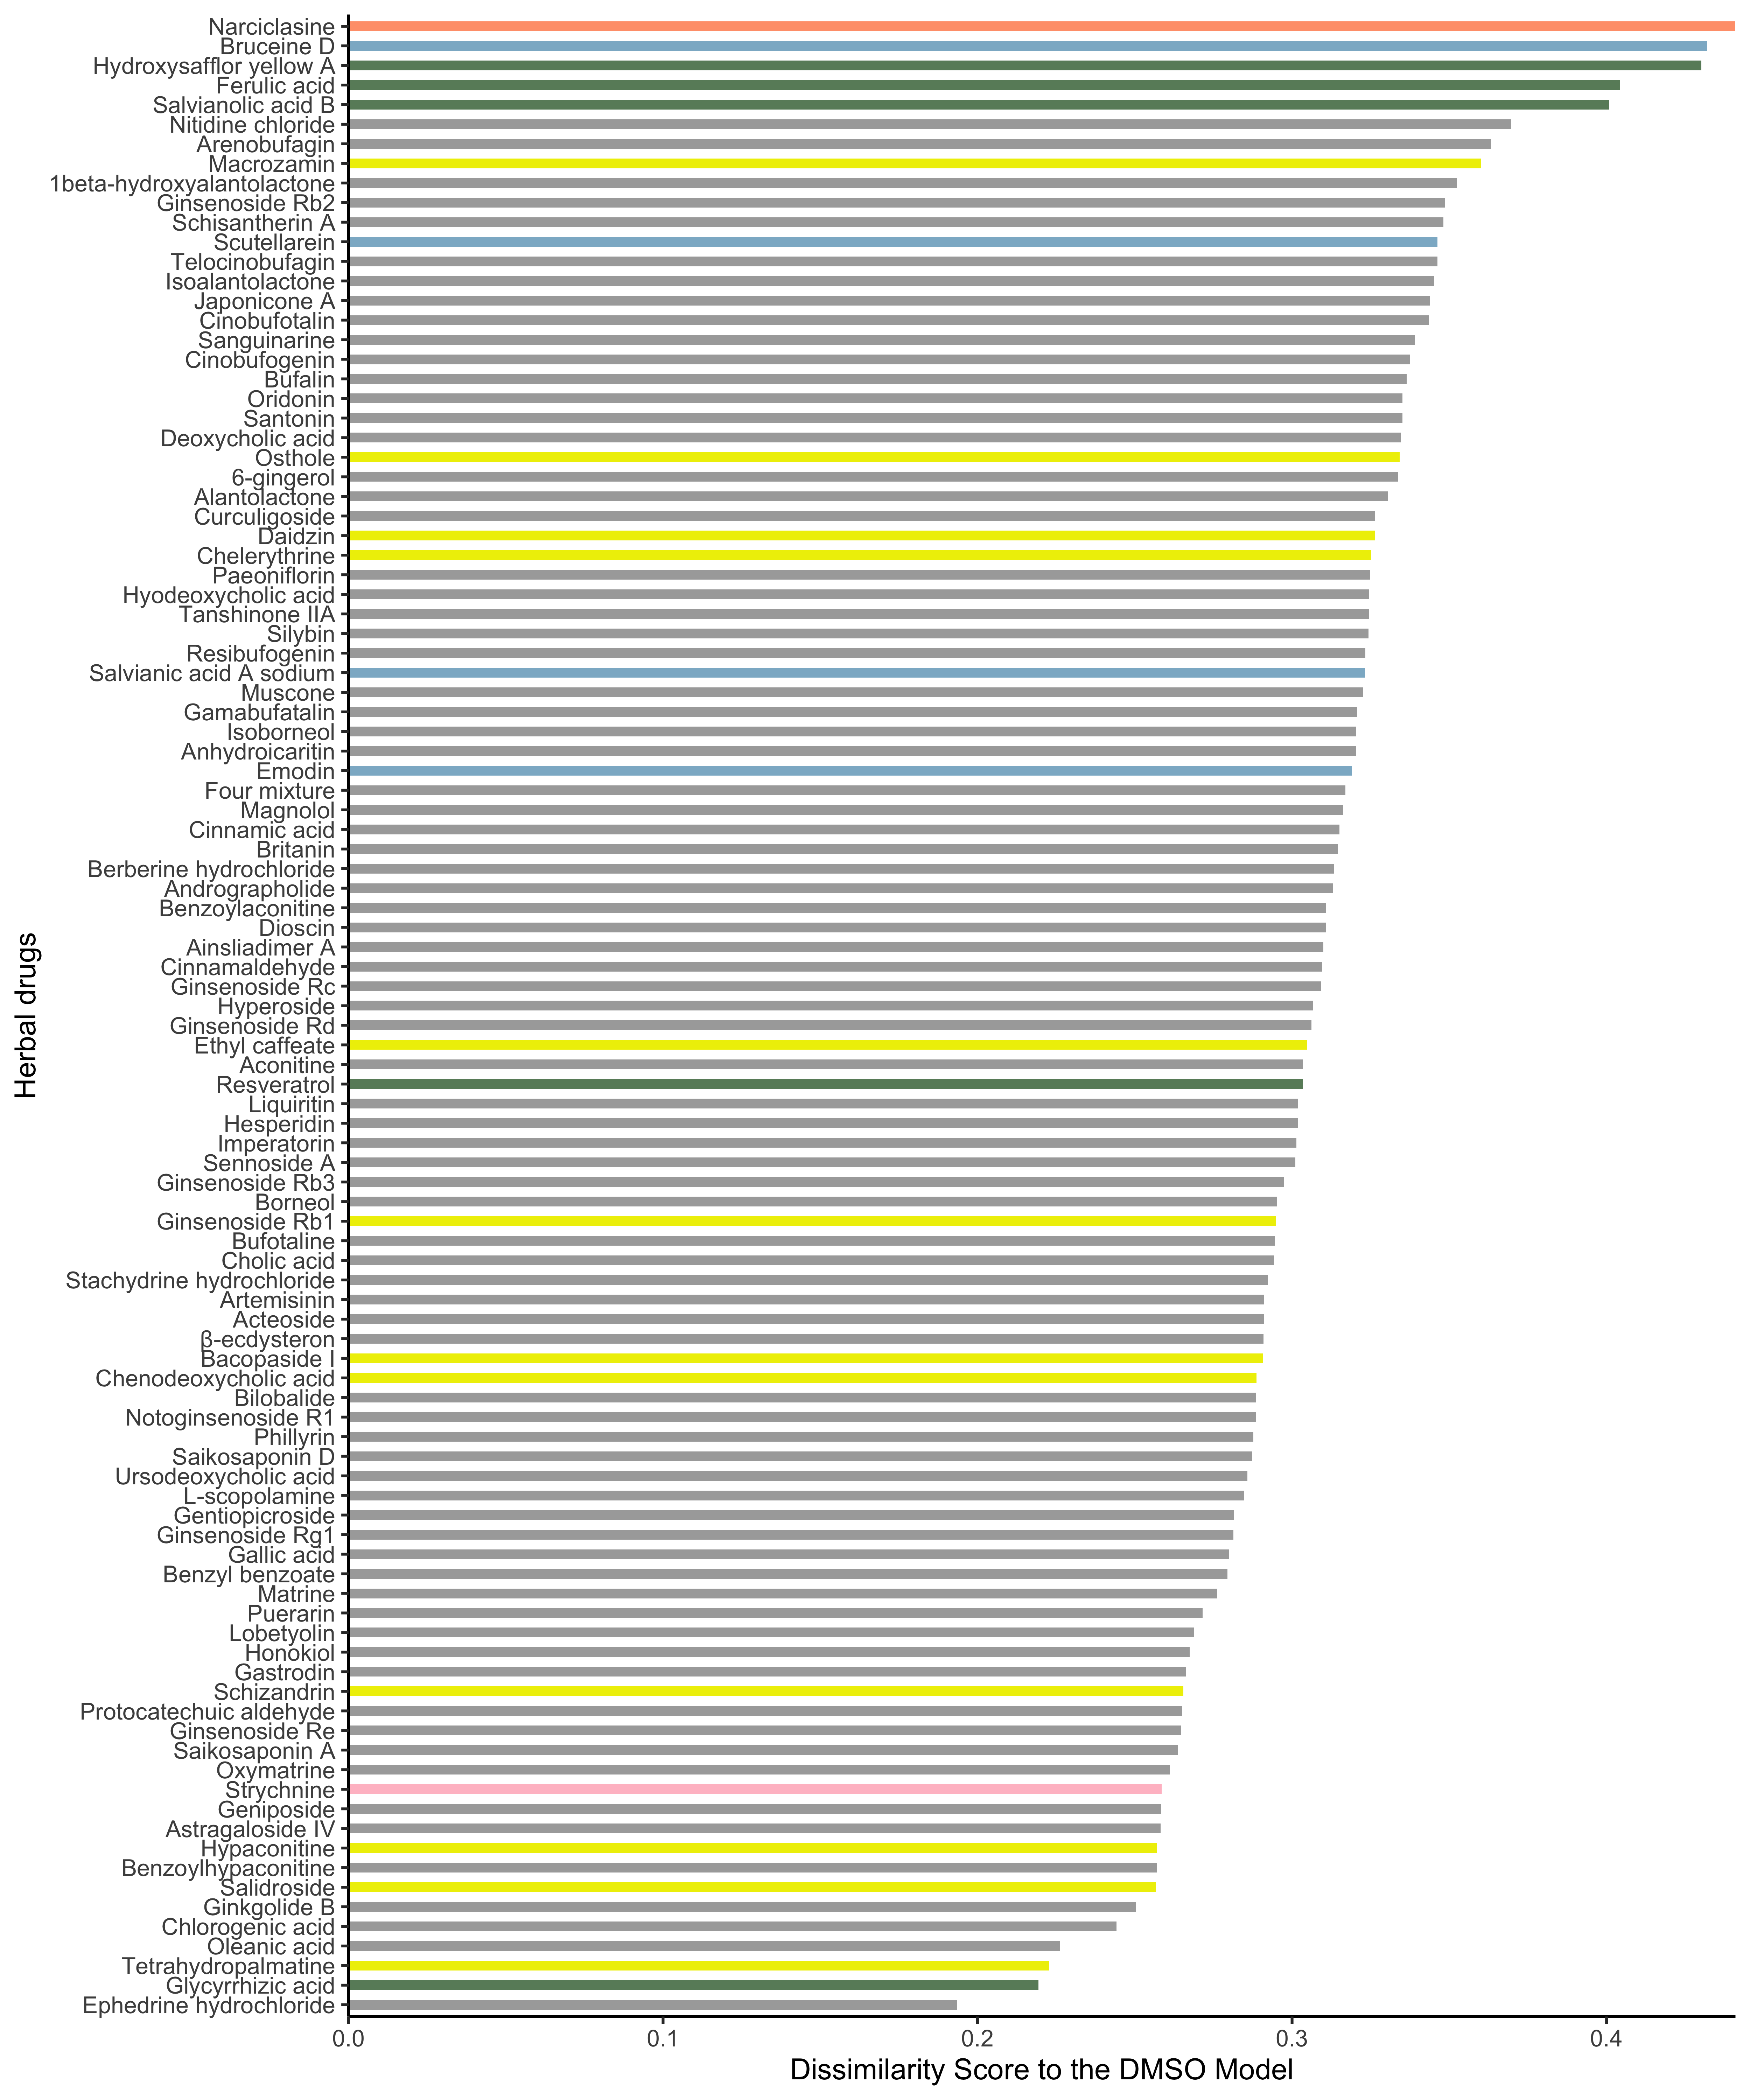 Narciclasine
Bruceine D
Hydroxysafflor yellow A
Ferulic acid
Salvianolic acid B
Nitidine chloride
Arenobufagin
Macrozamin
1beta-hydroxyalantolactone
Ginsenoside Rb2
Schisantherin A
Scutellarein
Telocinobufagin
Isoalantolactone
Japonicone A
Cinobufotalin
Sanguinarine
Cinobufogenin
Bufalin
Oridonin
Santonin
Deoxycholic acid
Osthole
6-gingerol
Alantolactone
Curculigoside
Daidzin
Chelerythrine
Paeoniflorin
Hyodeoxycholic acid
Tanshinone IIA
Silybin
Resibufogenin
Salvianic acid A sodium
Muscone
Gamabufatalin
Isoborneol
Anhydroicaritin
Emodin
Four mixture
Magnolol
Cinnamic acid
Britanin
Berberine hydrochloride
Andrographolide
Benzoylaconitine
Dioscin
Ainsliadimer A
Cinnamaldehyde
Ginsenoside Rc
Hyperoside
Ginsenoside Rd
Ethyl caffeate
Aconitine
Resveratrol
Liquiritin
Hesperidin
Imperatorin
Sennoside A
Ginsenoside Rb3
Borneol
Ginsenoside Rb1
Bufotaline
Cholic acid
Stachydrine hydrochloride
Artemisinin
Acteoside
β-ecdysteron
Bacopaside I
Chenodeoxycholic acid
Bilobalide
Notoginsenoside R1
Phillyrin
Saikosaponin D
Ursodeoxycholic acid
L-scopolamine
Gentiopicroside
Ginsenoside Rg1
Gallic acid
Benzyl benzoate
Matrine
Puerarin
Lobetyolin
Honokiol
Gastrodin
Schizandrin
Protocatechuic aldehyde
Ginsenoside Re
Saikosaponin A
Oxymatrine
Strychnine
Geniposide
Astragaloside IV
Hypaconitine
Benzoylhypaconitine
Salidroside
Ginkgolide B
Chlorogenic acid
Oleanic acid
Tetrahydropalmatine
Glycyrrhizic acid
Ephedrine hydrochloride
Herbal drugs
0.0 0.1 0.2 0.3 0.4
Dissimilarity Score to the DMSO Model